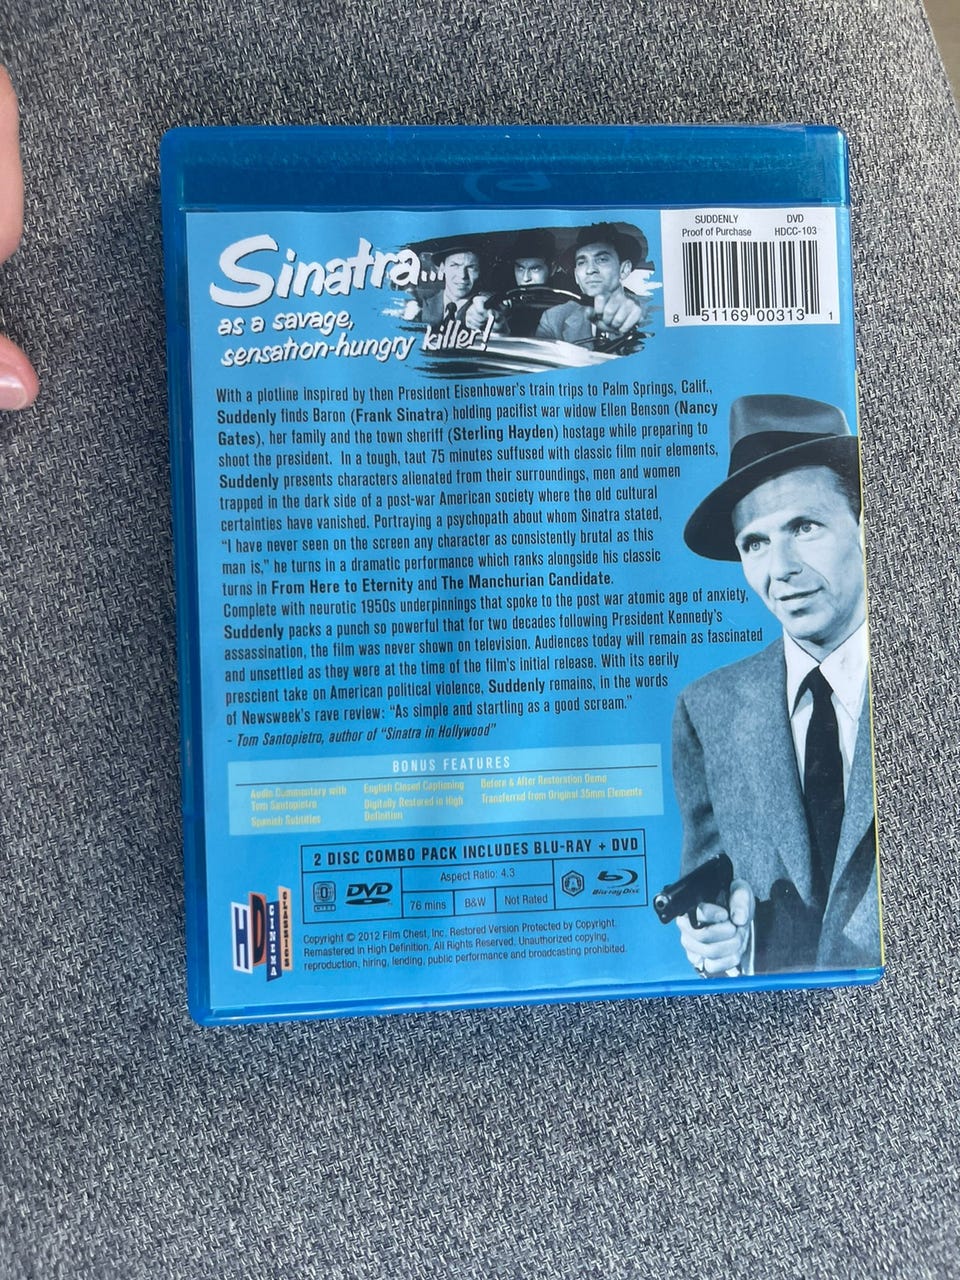 SUDDENLY DVD
Proof of Purchase HDCC-103
8 51169 00313 1
Sinatra...
as a savage,
sensation-hungry killer!
With a plotline inspired by then President Eisenhower's train trips to Palm Springs, Calif.,
Suddenly finds Baron (Frank Sinatra) holding pacifist war widow Ellen Benson (Nancy
Gates), her family and the town sheriff (Sterling Hayden) hostage while preparing to
shoot the president. In a tough, taut 75 minutes suffused with classic film noir elements,
Suddenly presents characters alienated from their surroundings, men and women
trapped in the dark side of a post-war American society where the old cultural
certainties have vanished. Portraying a psychopath about whom Sinatra stated,
"I have never seen on the screen any character as consistently brutal as this
man is," he turns in a dramatic performance which ranks alongside his classic
turns in From Here to Eternity and The Manchurian Candidate.
Complete with neurotic 1950s underpinnings that spoke to the post war atomic age of anxiety,
Suddenly packs a punch so powerful that for two decades following President Kennedy's
assassination, the film was never shown on television. Audiences today will remain as fascinated
and unsettled as they were at the time of the film's initial release. With its eerily
prescient take on American political violence, Suddenly remains, in the words
of Newsweek's rave review: "As simple and startling as a good scream."
- Tom Santopietro, author of "Sinatra in Hollywood"
BONUS FEATURES
Audio Commentary with
Tom Santopietro
Spanish Subtitles
English Closed Captioning
Digitally Restored in High
Definition
Before & After Restoration Demo
Transferred from Original 35mm Elements
2 DISC COMBO PACK INCLUDES BLU-RAY + DVD
DVD
Aspect Ratio: 4.3
76 mins B&W Not Rated
Blu-ray Disc
HD CINEMA CLASSICS
Copyright © 2012 Film Chest, Inc. Restored Version Protected by Copyright.
Remastered in High Definition. All Rights Reserved. Unauthorized copying,
reproduction, hiring, lending, public performance and broadcasting prohibited.